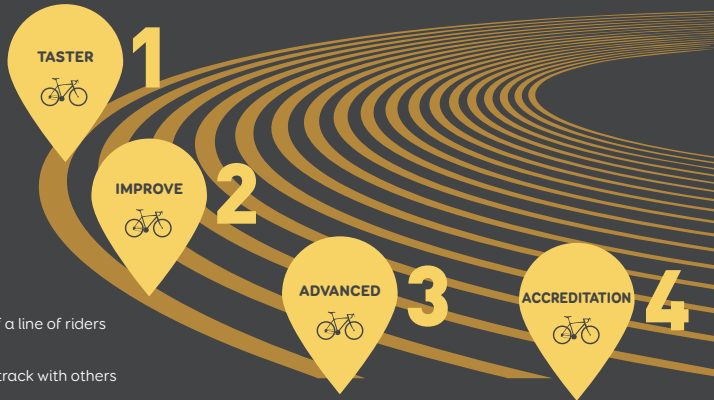 TASTER
1
IMPROVE
2
ADVANCED
3
ACCREDITATION
4
a line of riders
track with others